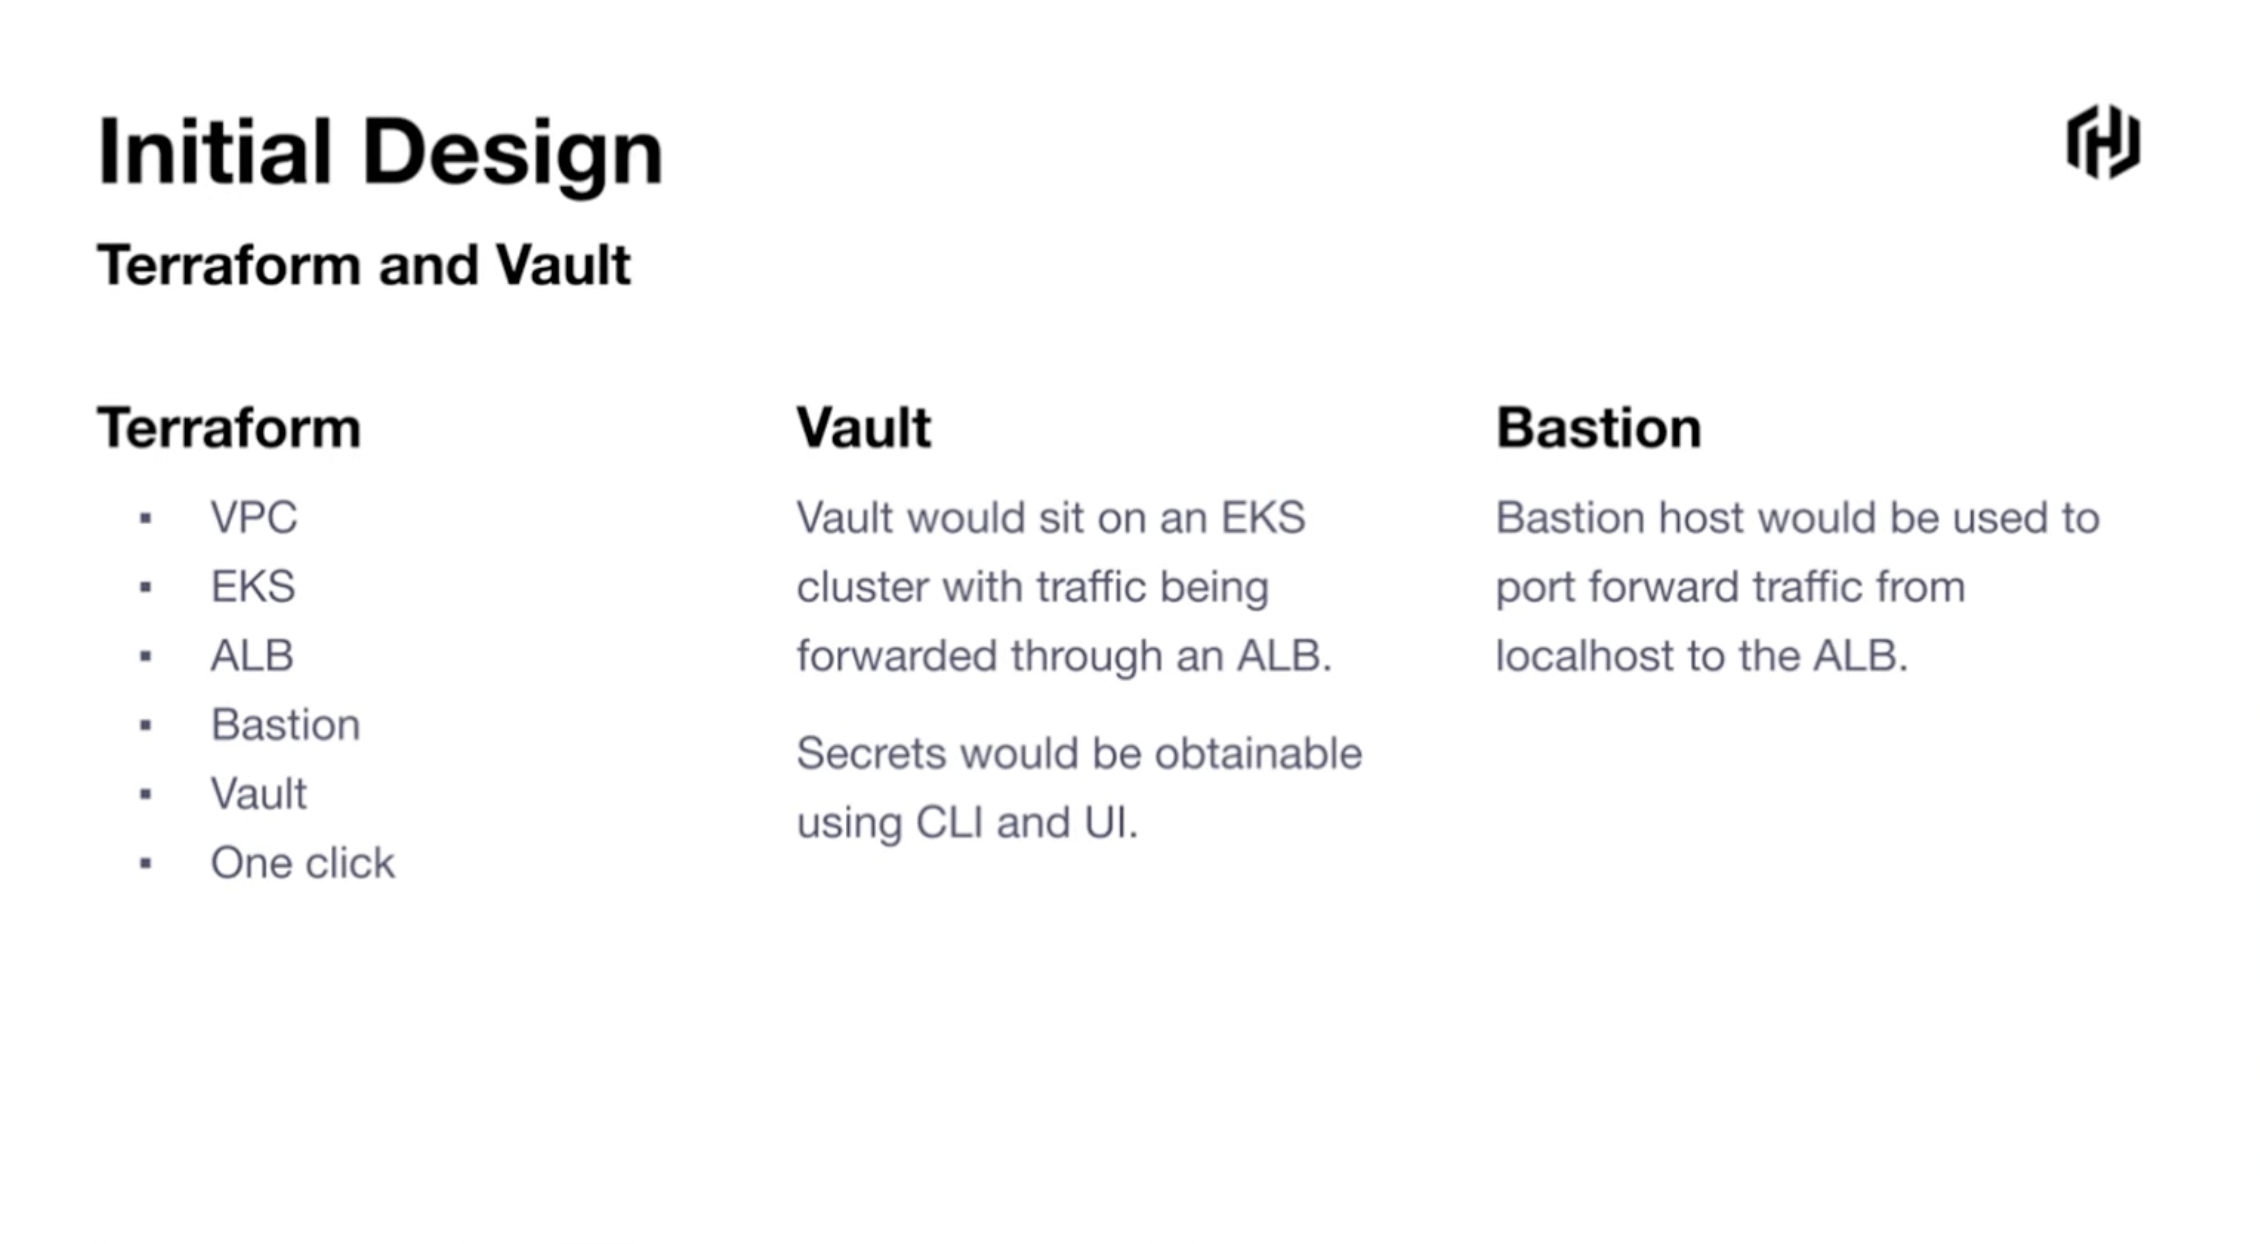 Initial Design
Terraform and Vault
Terraform
▪ VPC
▪ EKS
▪ ALB
▪ Bastion
▪ Vault
▪ One click
Vault
Vault would sit on an EKS
cluster with traffic being
forwarded through an ALB.
Secrets would be obtainable
using CLI and UI.
Bastion
Bastion host would be used to
port forward traffic from
localhost to the ALB.